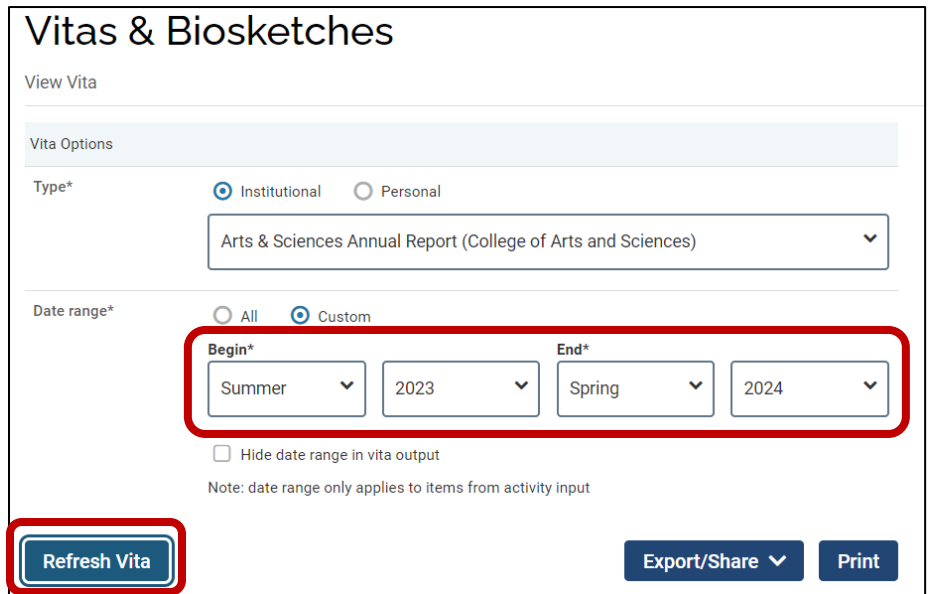 Vitas & Biosketches
View Vita
Vita Options
Type*
Institutional Personal
Arts & Sciences Annual Report (College of Arts and Sciences)
Date range*
All Custom
Begin* End*
Summer 2023 Spring 2024
Hide date range in vita output
Note: date range only applies to items from activity input
Refresh Vita Export/Share Print